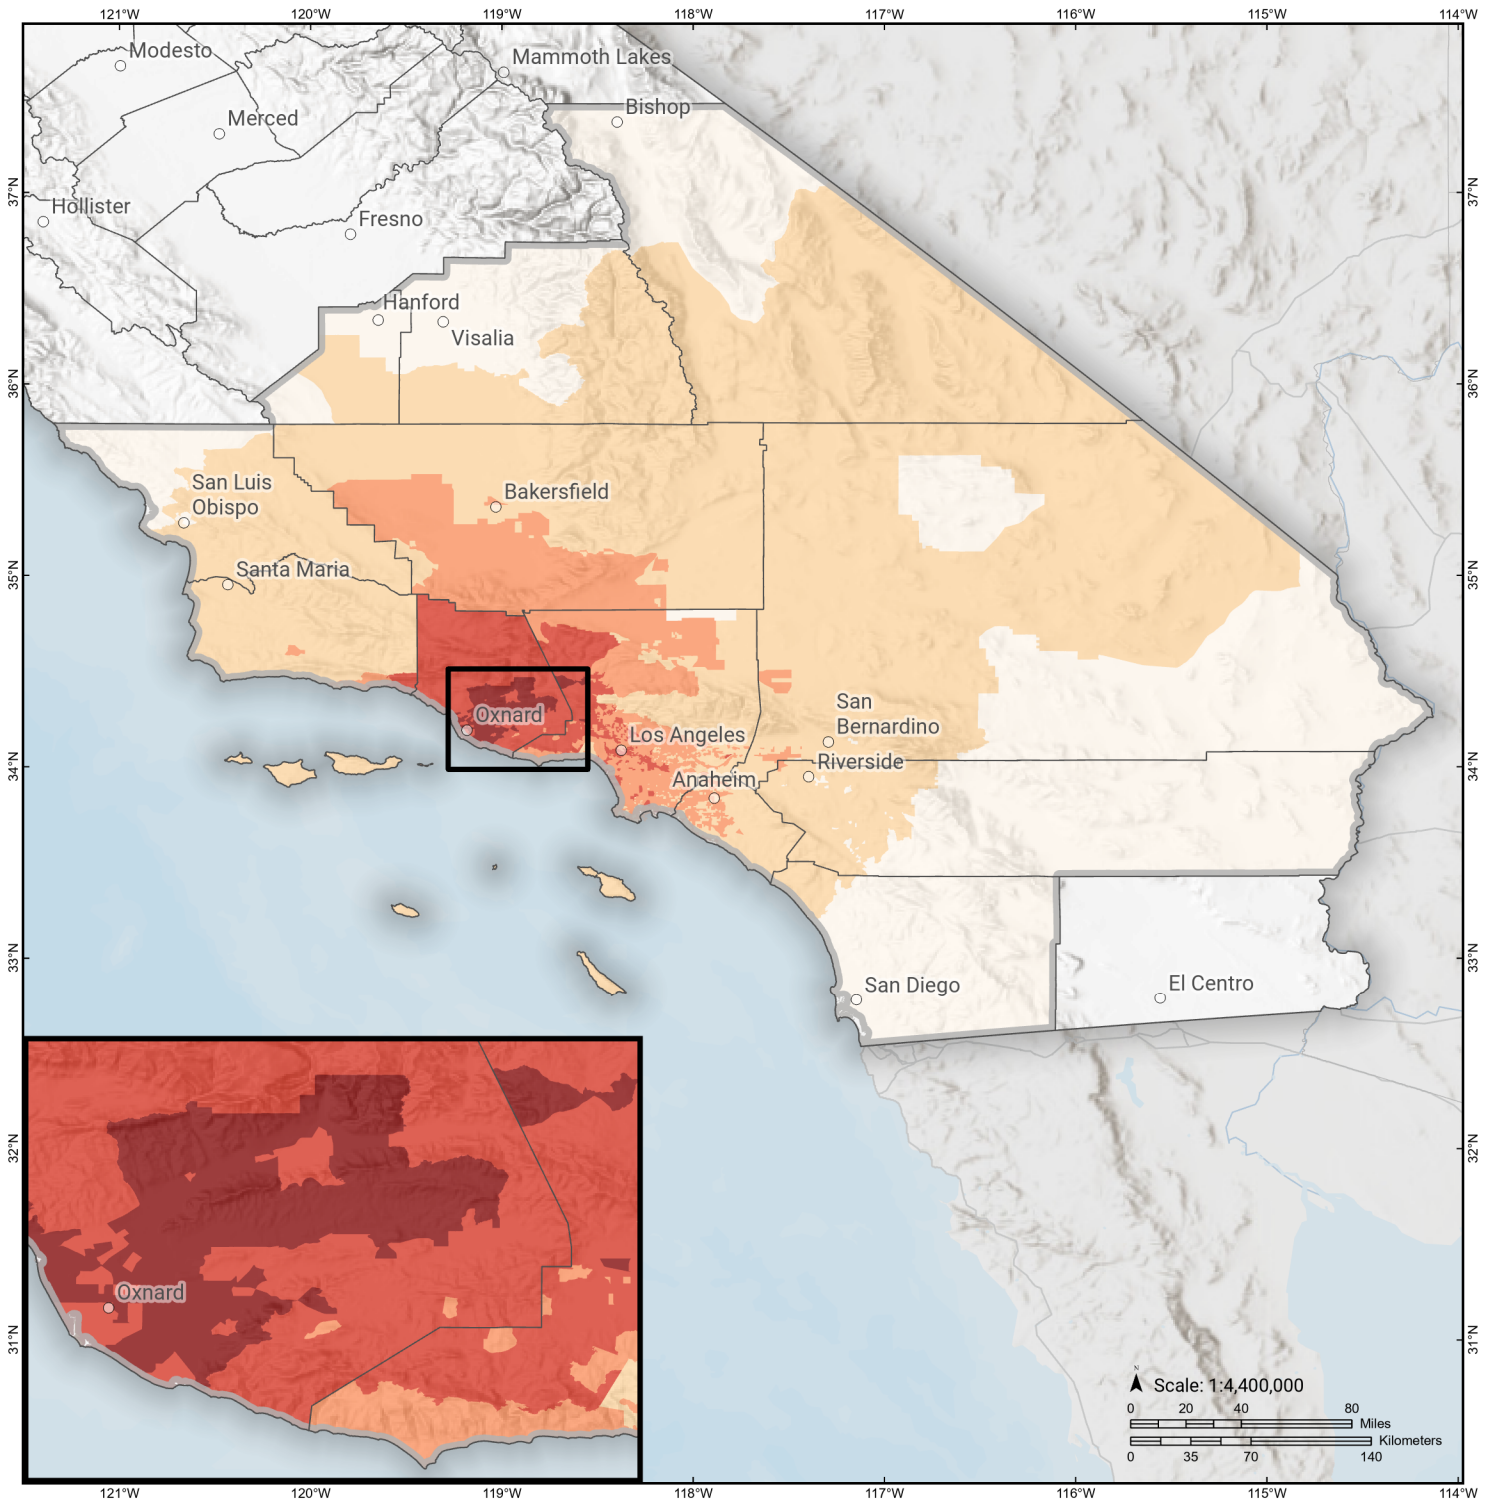 121°W 120°W 119°W 118°W 117°W 116°W 115°W 114°W
Modesto
Mammoth Lakes
Bishop
Merced
37°N
37°N
Hollister
Fresno
Hanford
Visalia
36°N
36°N
San Luis
Obispo
Bakersfield
35°N
35°N
Santa Maria
San
Bernardino
Oxnard
Los Angeles
Riverside
34°N
34°N
Anaheim
33°N
33°N
San Diego
El Centro
32°N
32°N
Oxnard
31°N
31°N
N
Scale: 1:4,400,000
0 20 40 80
Miles
Kilometers
0 35 70 140
121°W 120°W 119°W 118°W 117°W 116°W 115°W 114°W